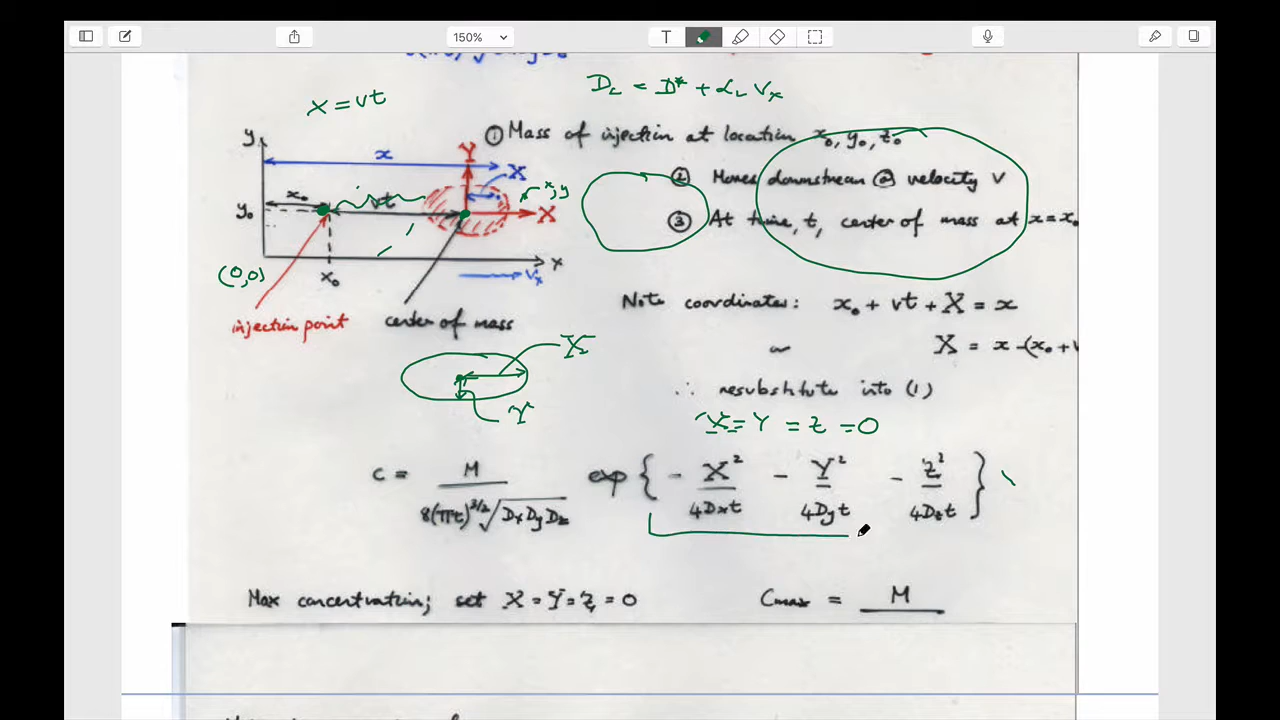 150%
T
D_L = D* + α_L V_x
x = vt
y
① Mass of injection at location x₀, y₀, z₀
x
Y
X
② Moves downstream @ velocity v
x₀
vt
x, y
X
y₀
③ At time, t, center of mass at x = x₀
(0,0)
x₀
v_x
x
injection point
center of mass
Note coordinates: x₀ + vt + X = x
or X = x - (x₀ +
X
Y
∴ resubstitute into (1)
X = Y = Z = 0
C = M / 8(πt)^3/2 √DxDyDz exp { - X² / 4Dxt - Y² / 4Dyt - Z² / 4Dzt }
Max concentration; set X = Y = Z = 0 Cmax = M